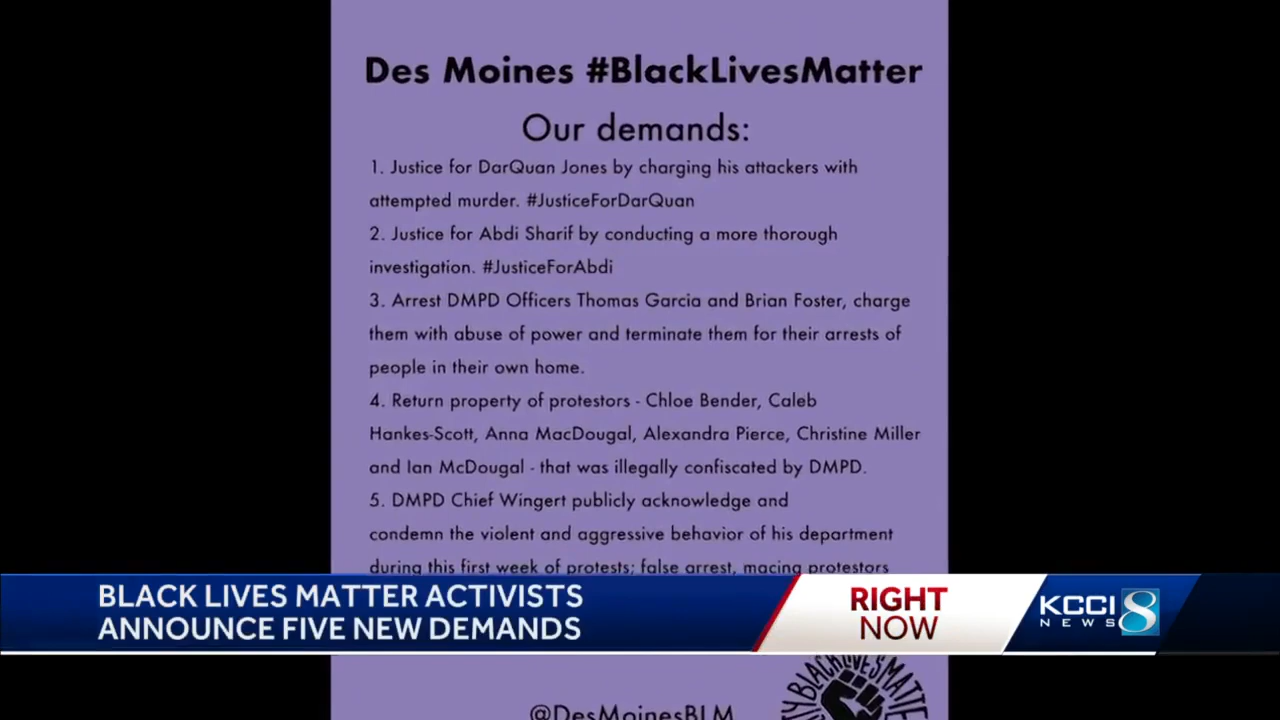 Des Moines #BlackLivesMatter
Our demands:
1. Justice for DarQuan Jones by charging his attackers with
attempted murder. #JusticeForDarQuan
2. Justice for Abdi Sharif by conducting a more thorough
investigation. #JusticeForAbdi
3. Arrest DMPD Officers Thomas Garcia and Brian Foster, charge
them with abuse of power and terminate them for their arrests of
people in their own home.
4. Return property of protestors - Chloe Bender, Caleb
Hankes-Scott, Anna MacDougal, Alexandra Pierce, Christine Miller
and Ian McDougal - that was illegally confiscated by DMPD.
5. DMPD Chief Wingert publicly acknowledge and
condemn the violent and aggressive behavior of his department
during this first week of protests; false arrest, macing protestors
BLACK LIVES MATTER ACTIVISTS
ANNOUNCE FIVE NEW DEMANDS
RIGHT
NOW
KCCI 8
NEWS
BLACKLIVESMATTE
@DesMoinesBLM